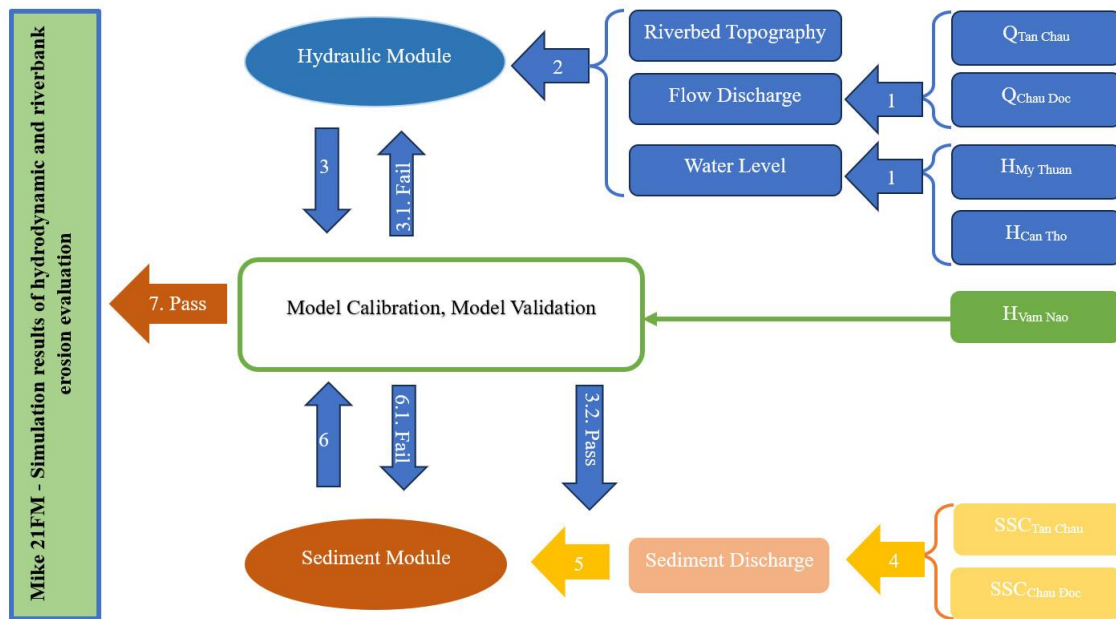 Mike 21FM - Simulation results of hydrodynamic and riverbank
erosion evaluation
Hydraulic Module
2
Riverbed Topography
Flow Discharge
Water Level
1
1
QTan Chau
QChau Doc
HMy Thuan
HCan Tho
3
3.1. Fail
7. Pass
Model Calibration, Model Validation
HVam Nao
6
6.1. Fail
3.2. Pass
Sediment Module
5
Sediment Discharge
4
SSCTan Chau
SSCChau Doc